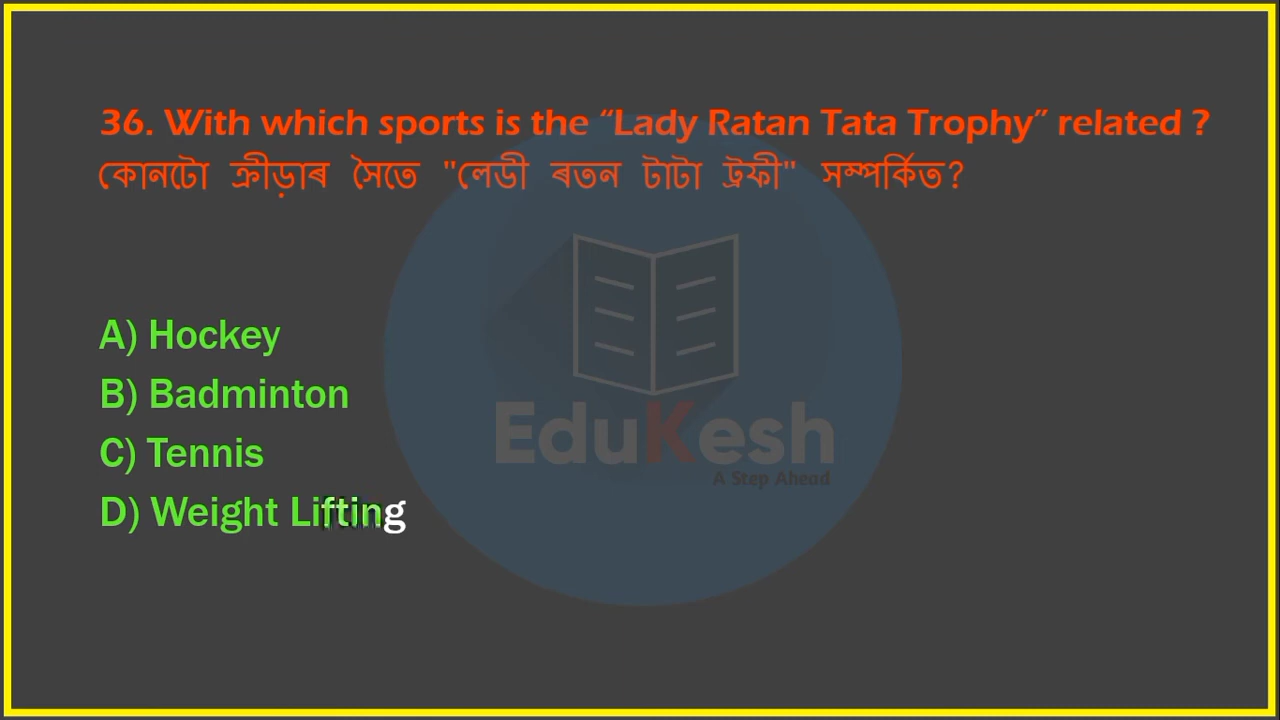 36. With which sports is the “Lady Ratan Tata Trophy” related ?
কোনটো ক্ৰীড়াৰ সৈতে "লেডী ৰতন টাটা ট্ৰফী" সম্পৰ্কিত?
A) Hockey
B) Badminton
C) Tennis
D) Weight Lifting
EduKesh
A Step Ahead